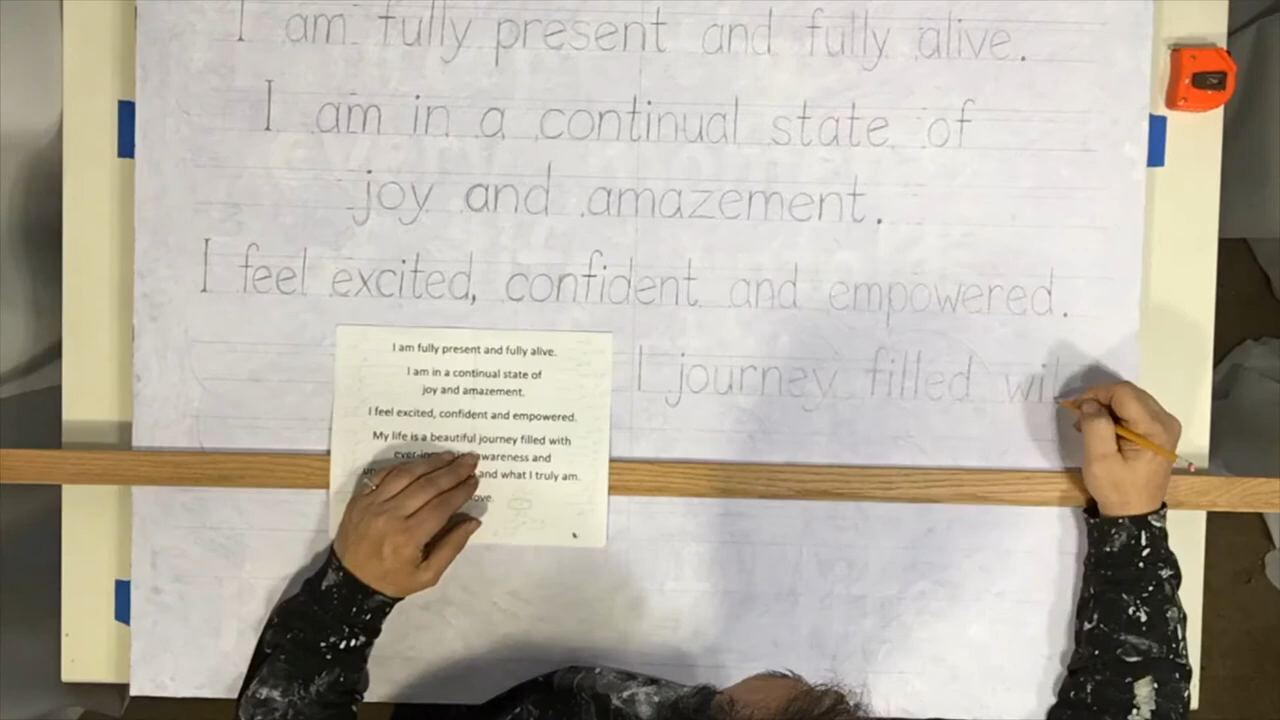 I am fully present and fully alive.
I am in a continual state of
joy and amazement.
I feel excited, confident and empowered.
l journey filled wit
I am fully present and fully alive.
I am in a continual state of
joy and amazement.
I feel excited, confident and empowered.
My life is a beautiful journey filled with
awareness and
and what I truly am.